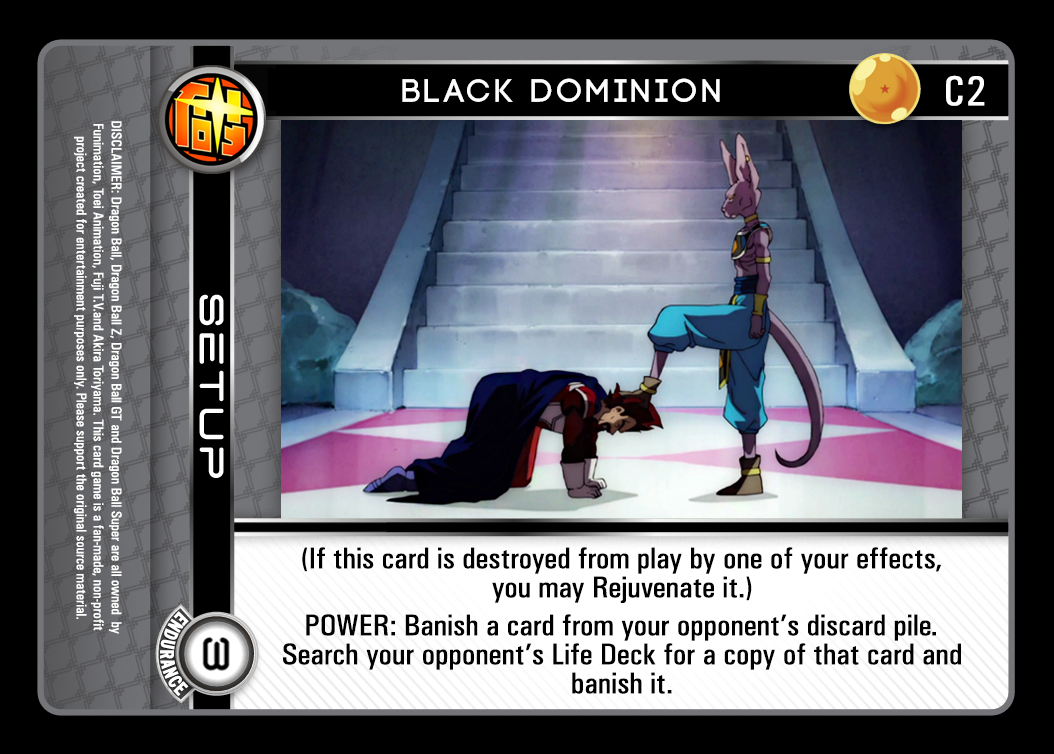 BLACK DOMINION
C2
SETUP
DISCLAIMER: Dragon Ball, Dragon Ball Z, Dragon Ball GT and Dragon Ball Super are all owned by
Funimation, Toei Animation, Fuji T.V.and Akira Toriyama. This card game is a fan-made, non-profit
project created for entertainment purposes only. Please support the original source material.
(If this card is destroyed from play by one of your effects,
you may Rejuvenate it.)
POWER: Banish a card from your opponent's discard pile.
Search your opponent's Life Deck for a copy of that card and
banish it.
ENDURANCE
3